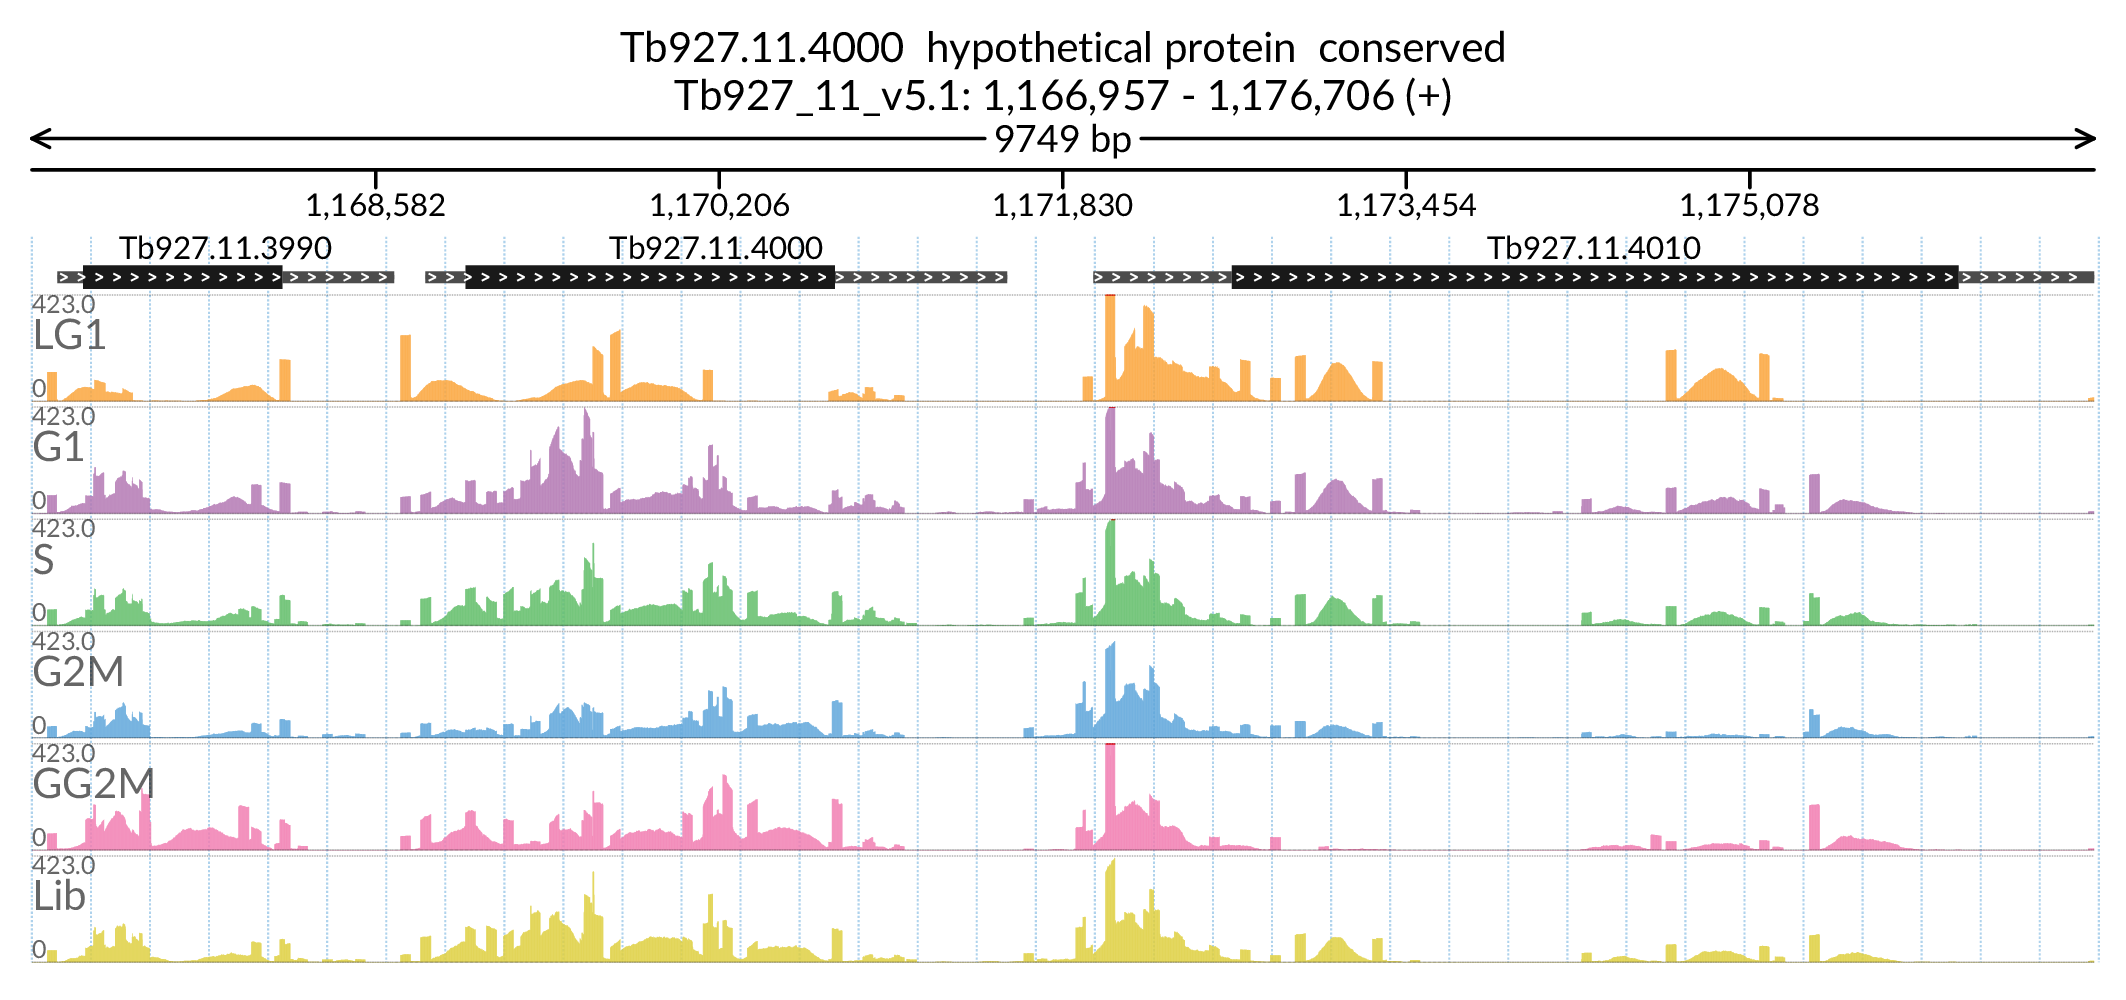 Tb927.11.4000  hypothetical protein  conserved
Tb927_11_v5.1: 1,166,957 - 1,176,706 (+)
9749 bp
1,168,582 1,170,206 1,171,830 1,173,454 1,175,078
Tb927.11.3990 Tb927.11.4000 Tb927.11.4010
423.0
LG1
0
423.0
G1
0
423.0
S
0
423.0
G2M
0
423.0
GG2M
0
423.0
Lib
0